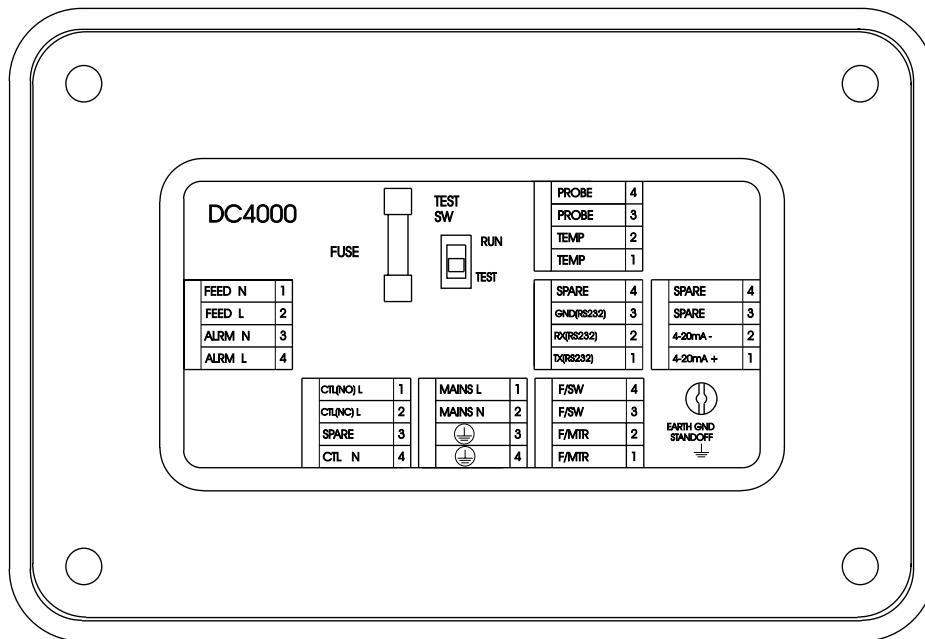 DC4000
FUSE
TEST
SW
RUN
TEST
PROBE 4
PROBE 3
TEMP 2
TEMP 1
FEED N 1
FEED L 2
ALRM N 3
ALRM L 4
SPARE 4
GND(RS232) 3
RX(RS232) 2
TX(RS232) 1
SPARE 4
SPARE 3
4-20mA - 2
4-20mA + 1
CTL(NO) L 1
CTL(NC) L 2
SPARE 3
CTL N 4
MAINS L 1
MAINS N 2
3
4
F/SW 4
F/SW 3
F/MTR 2
F/MTR 1
EARTH GND
STANDOFF